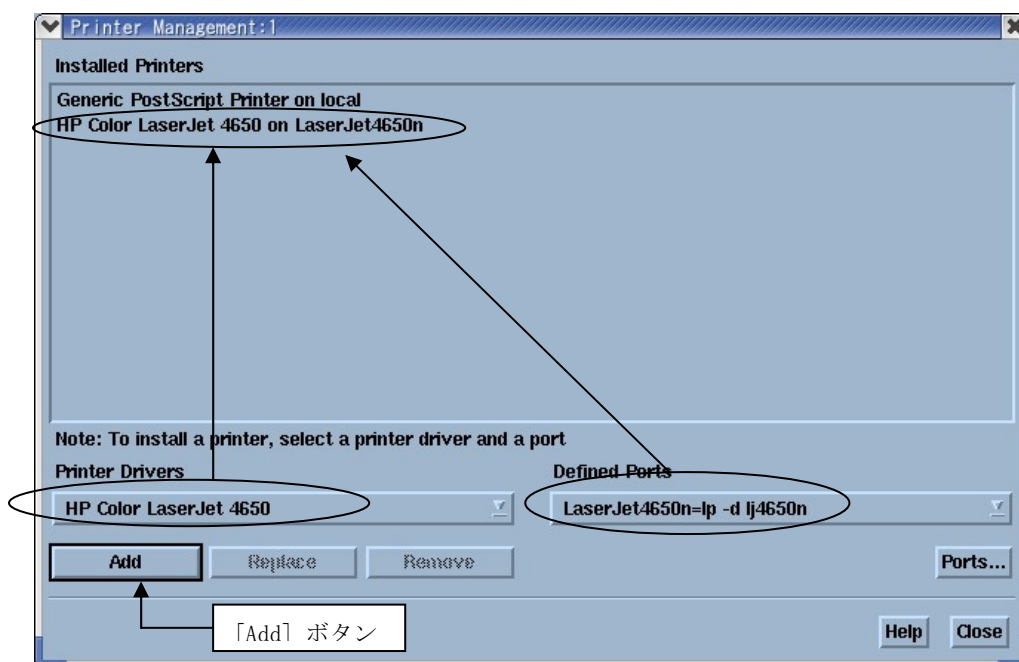 Printer Management:1
Installed Printers
Generic PostScript Printer on local
HP Color LaserJet 4650 on LaserJet4650n
Note: To install a printer, select a printer driver and a port
Printer Drivers
Defined Ports
HP Color LaserJet 4650
LaserJet4650n=lp -d lj4650n
Add
Replace
Remove
Ports...
「Add」ボタン
Help
Close